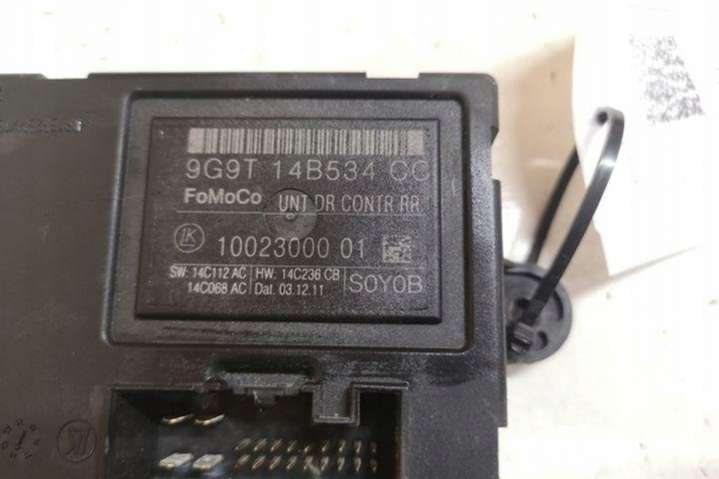 9G9T 14B534 CC
FoMoCo UNT DR CONTR RR
LK 10023000 01
SW: 14C112 AC HW. 14C236 CB
14C068 AC Dat. 03.12.11 S0Y0B